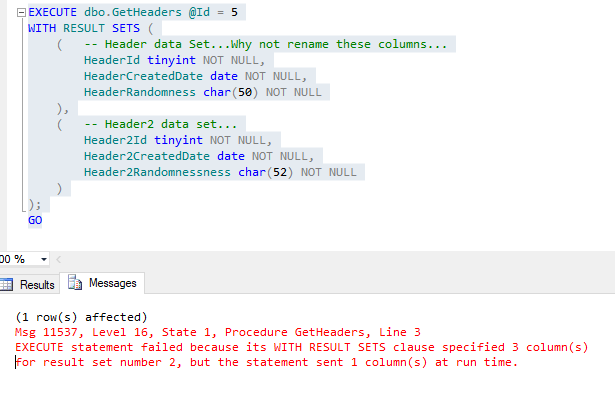 EXECUTE dbo.GetHeaders @Id = 5
WITH RESULT SETS (
( -- Header data Set...Why not rename these columns...
HeaderId tinyint NOT NULL,
HeaderCreatedDate date NOT NULL,
HeaderRandomness char(50) NOT NULL
),
( -- Header2 data set...
Header2Id tinyint NOT NULL,
Header2CreatedDate date NOT NULL,
Header2Randomnessness char(52) NOT NULL
)
);
GO
00 %
Results Messages
(1 row(s) affected)
Msg 11537, Level 16, State 1, Procedure GetHeaders, Line 3
EXECUTE statement failed because its WITH RESULT SETS clause specified 3 column(s)
for result set number 2, but the statement sent 1 column(s) at run time.